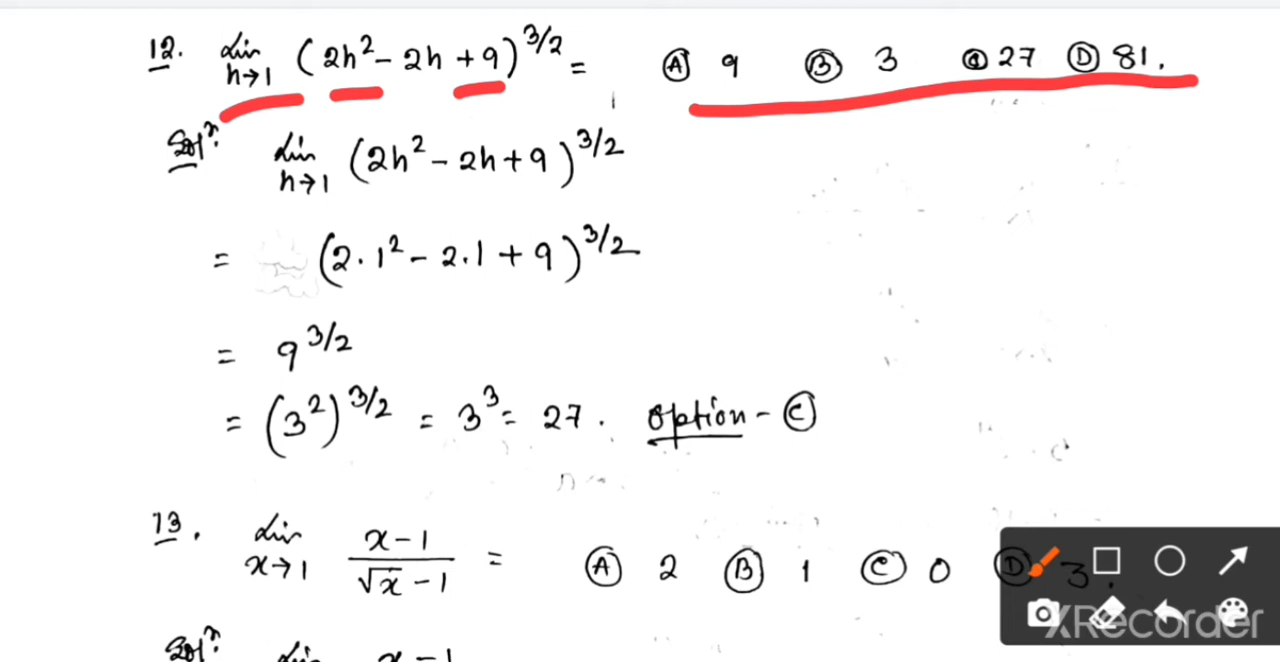 12. Lim h→1 (2h² - 2h + 9)^3/2 = Ⓐ 9 Ⓑ 3 Ⓒ 27 Ⓓ 81.
Solⁿ: Lim h→1 (2h² - 2h + 9)^3/2
= (2·1² - 2·1 + 9)^3/2
= 9^3/2
= (3²)^3/2 = 3³ = 27. Option - Ⓒ
13. Lim x→1 (x-1)/(√x - 1) = Ⓐ 2 Ⓑ 1 Ⓒ 0 Ⓓ 3.
XRecorder
Solⁿ: Lim x-1